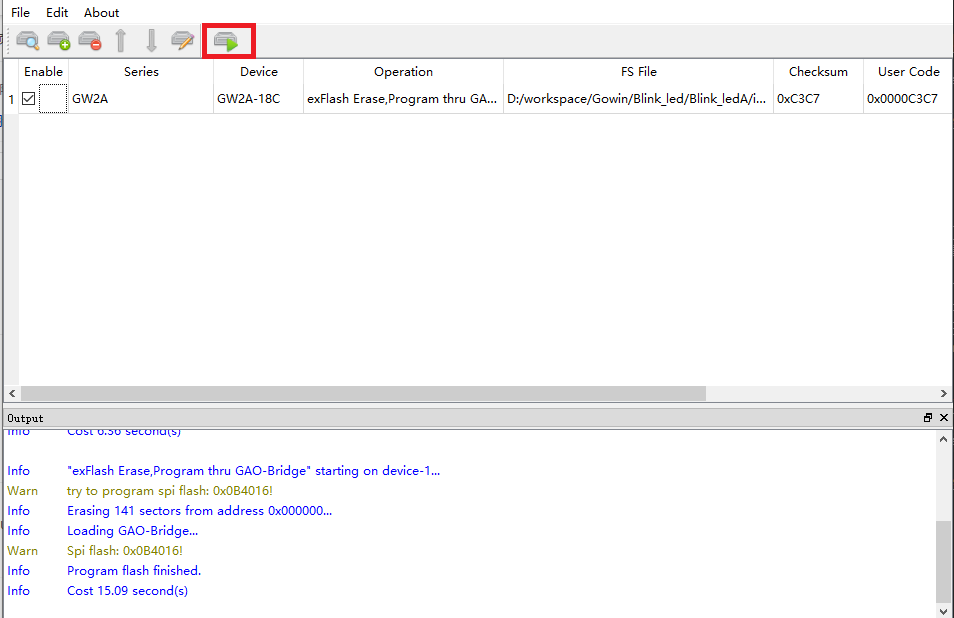 File Edit About
Enable Series Device Operation FS File Checksum User Code
1 GW2A GW2A-18C exFlash Erase,Program thru GA... D:/workspace/Gowin/Blink_led/Blink_ledA/i... 0xC3C7 0x0000C3C7
Output
Info Cost 6.56 second(s)
Info "exFlash Erase,Program thru GAO-Bridge" starting on device-1...
Warn try to program spi flash: 0x0B4016!
Info Erasing 141 sectors from address 0x000000...
Info Loading GAO-Bridge...
Warn Spi flash: 0x0B4016!
Info Program flash finished.
Info Cost 15.09 second(s)